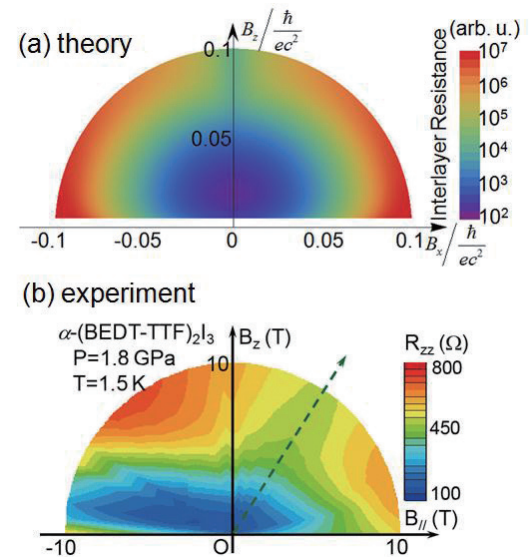 (a) theory
B_z / ħ/ec²
0.1
0.05
-0.1 -0.05 0 0.05 0.1 B_x / ħ/ec²
(arb. u.)
Interlayer Resistance
10⁷
10⁶
10⁵
10⁴
10³
10²
(b) experiment
α-(BEDT-TTF)₂I₃
P=1.8 GPa
T=1.5 K
B_z (T)
10
-10 O 10
B_// (T)
R_zz (Ω)
800
450
100